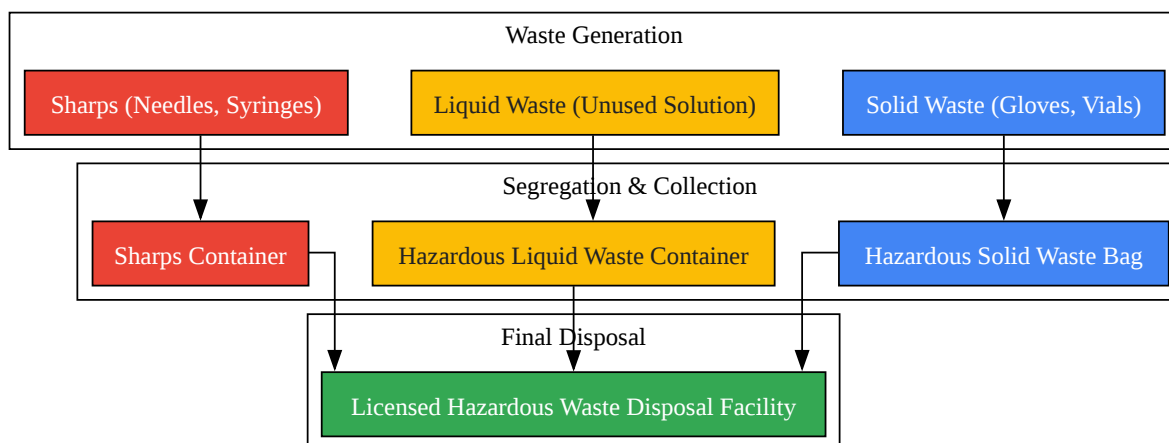 Waste Generation
Sharps (Needles, Syringes)
Liquid Waste (Unused Solution)
Solid Waste (Gloves, Vials)
Segregation & Collection
Sharps Container
Hazardous Liquid Waste Container
Hazardous Solid Waste Bag
Final Disposal
Licensed Hazardous Waste Disposal Facility